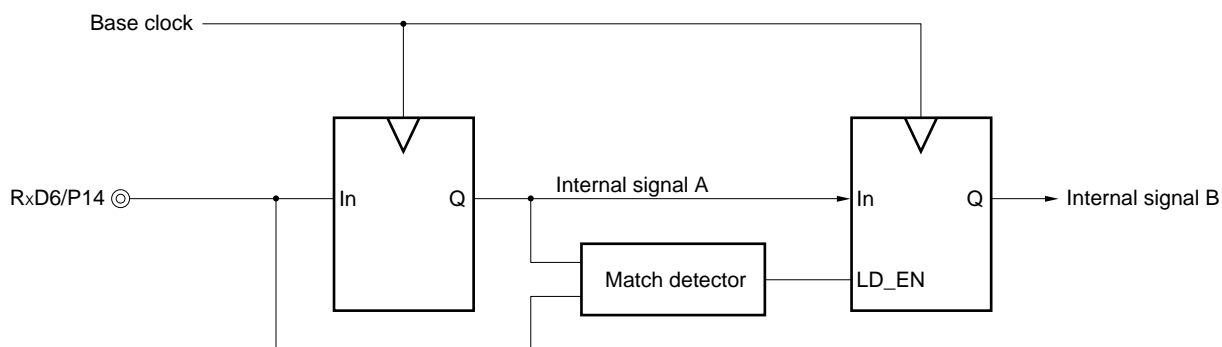 Base clock
RxD6/P14
In
Q
Internal signal A
In
Q
Internal signal B
Match detector
LD_EN